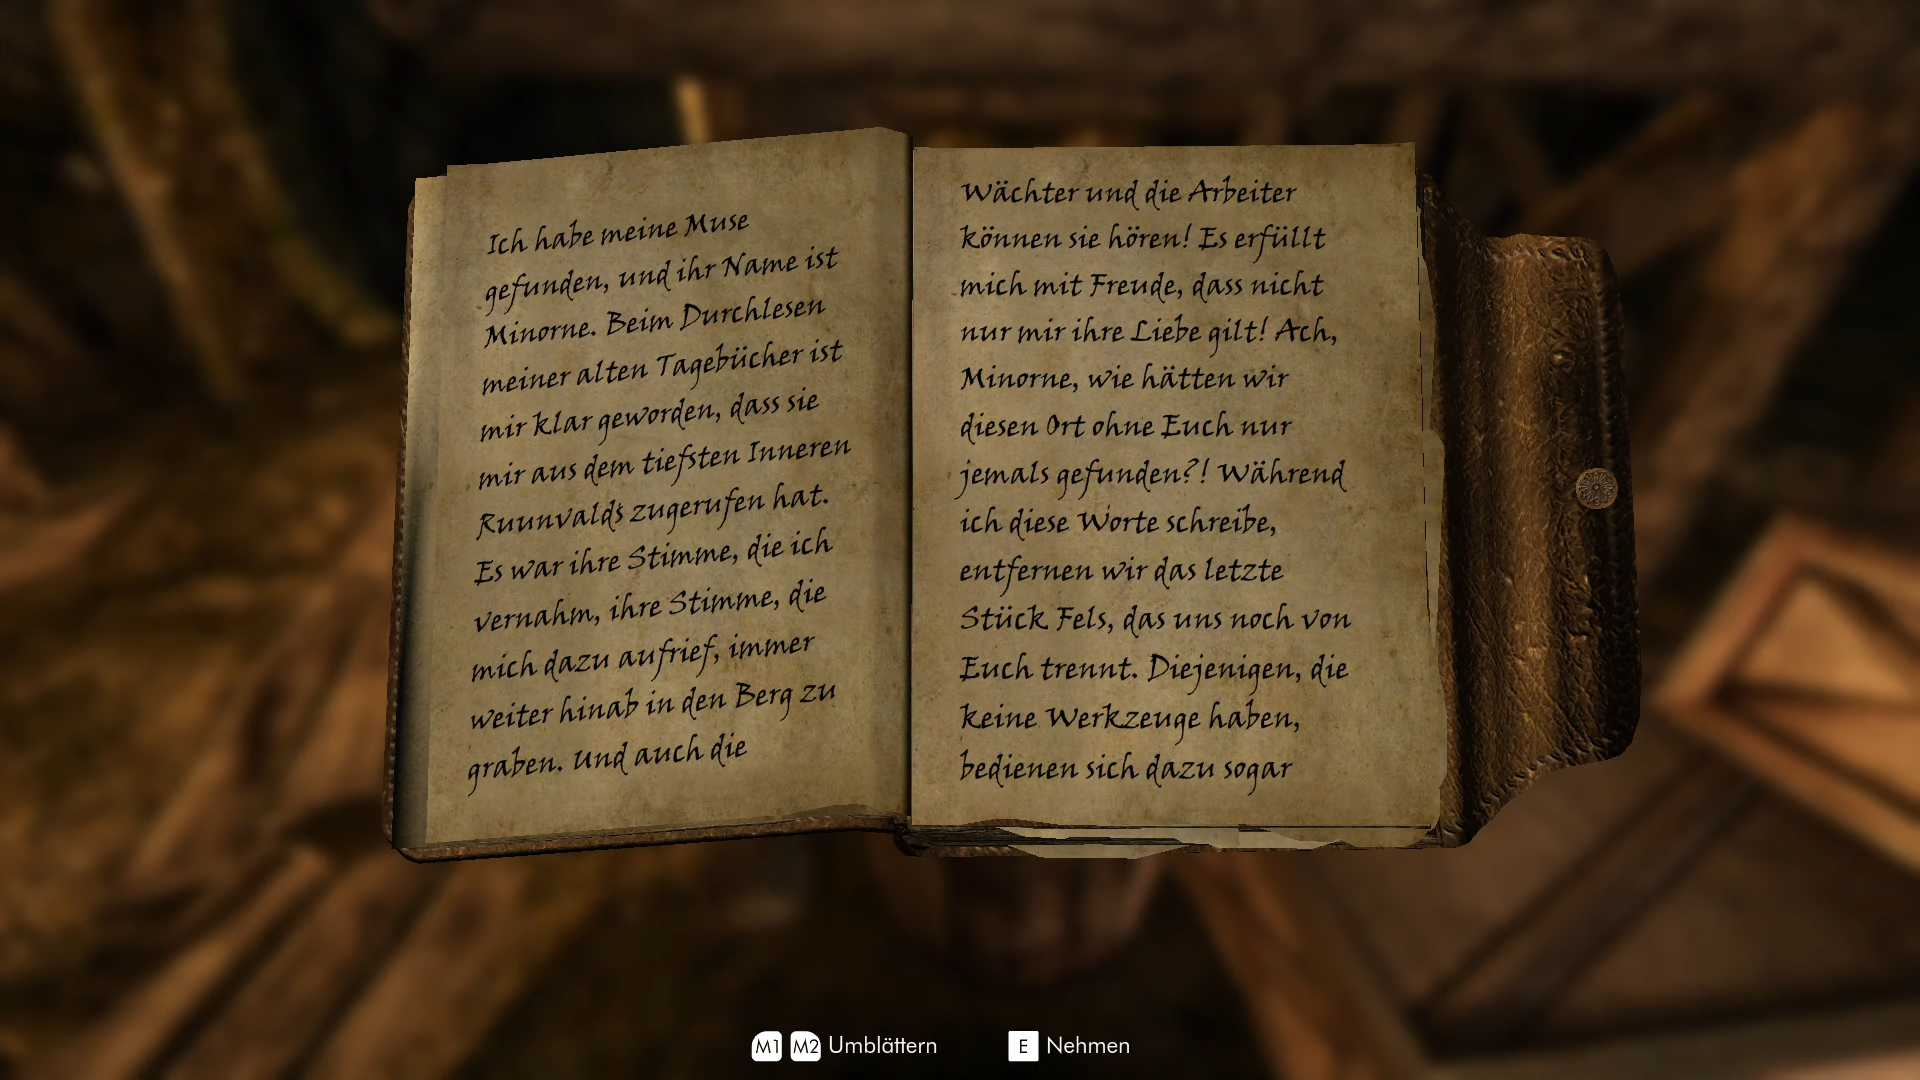 Ich habe meine Muse
gefunden, und ihr Name ist
Minorne. Beim Durchlesen
meiner alten Tagebücher ist
mir klar geworden, dass sie
mir aus dem tiefsten Inneren
Ruunvalds zugerufen hat.
Es war ihre Stimme, die ich
vernahm, ihre Stimme, die
mich dazu aufrief, immer
weiter hinab in den Berg zu
graben. Und auch die
Wächter und die Arbeiter
können sie hören! Es erfüllt
mich mit Freude, dass nicht
nur mir ihre Liebe gilt! Ach,
Minorne, wie hätten wir
diesen Ort ohne Euch nur
jemals gefunden?! Während
ich diese Worte schreibe,
entfernen wir das letzte
Stück Fels, das uns noch von
Euch trennt. Diejenigen, die
keine Werkzeuge haben,
bedienen sich dazu sogar
M1 M2 Umblättern E Nehmen